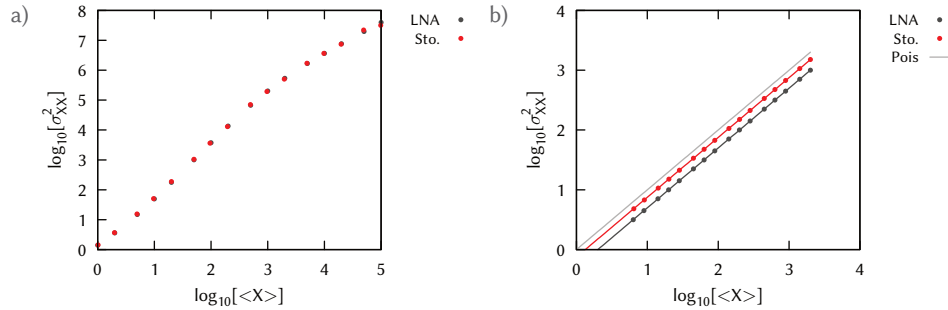 a)
LNA
Sto.
8
7
6
5
4
3
2
1
0
log₁₀[σ²XX]
0 1 2 3 4 5
log₁₀[<X>]
b)
LNA
Sto.
Pois
4
3
2
1
0
log₁₀[σ²XX]
0 1 2 3 4
log₁₀[<X>]